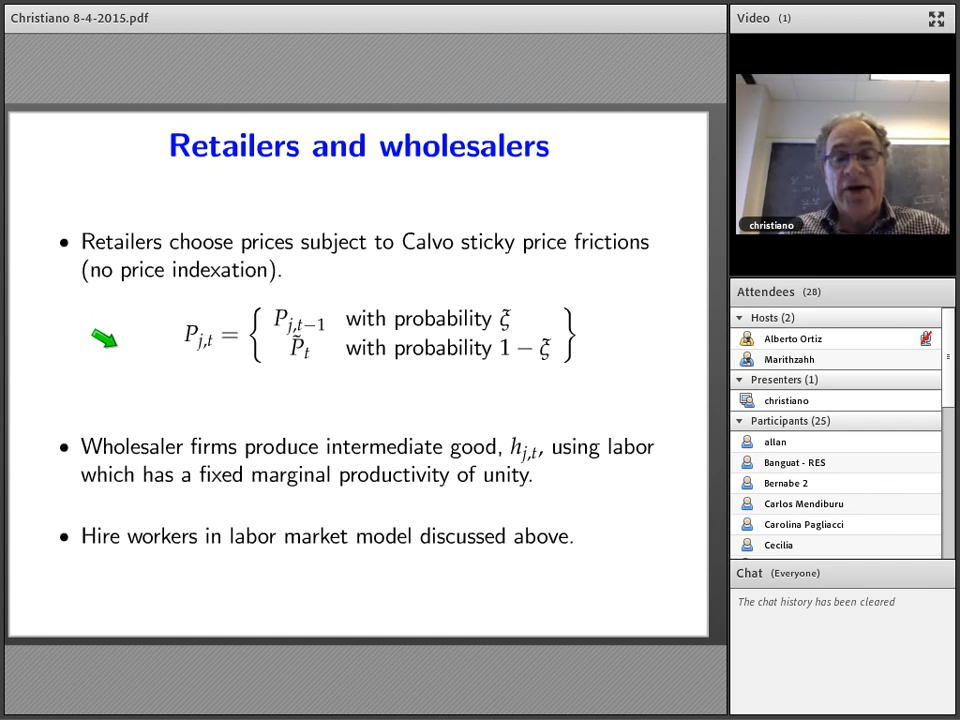 Christiano 8-4-2015.pdf
Retailers and wholesalers
• Retailers choose prices subject to Calvo sticky price frictions
(no price indexation).
P_{j,t} = { P_{j,t−1} with probability ξ
P̃_t with probability 1 − ξ }
• Wholesaler firms produce intermediate good, h_{j,t}, using labor
which has a fixed marginal productivity of unity.
• Hire workers in labor market model discussed above.
Video (1)
christiano
Attendees (28)
Hosts (2)
Alberto Ortiz
Marithzahh
Presenters (1)
christiano
Participants (25)
allan
Banguat - RES
Bernabe 2
Carlos Mendiburu
Carolina Pagliacci
Cecilia
Chat (Everyone)
The chat history has been cleared